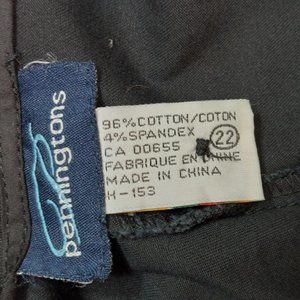 penningtons
96% COTTON/COTON
4% SPANDEX
CA 00655
22
FABRIQUE EN CHINE
MADE IN CHINA
H-153